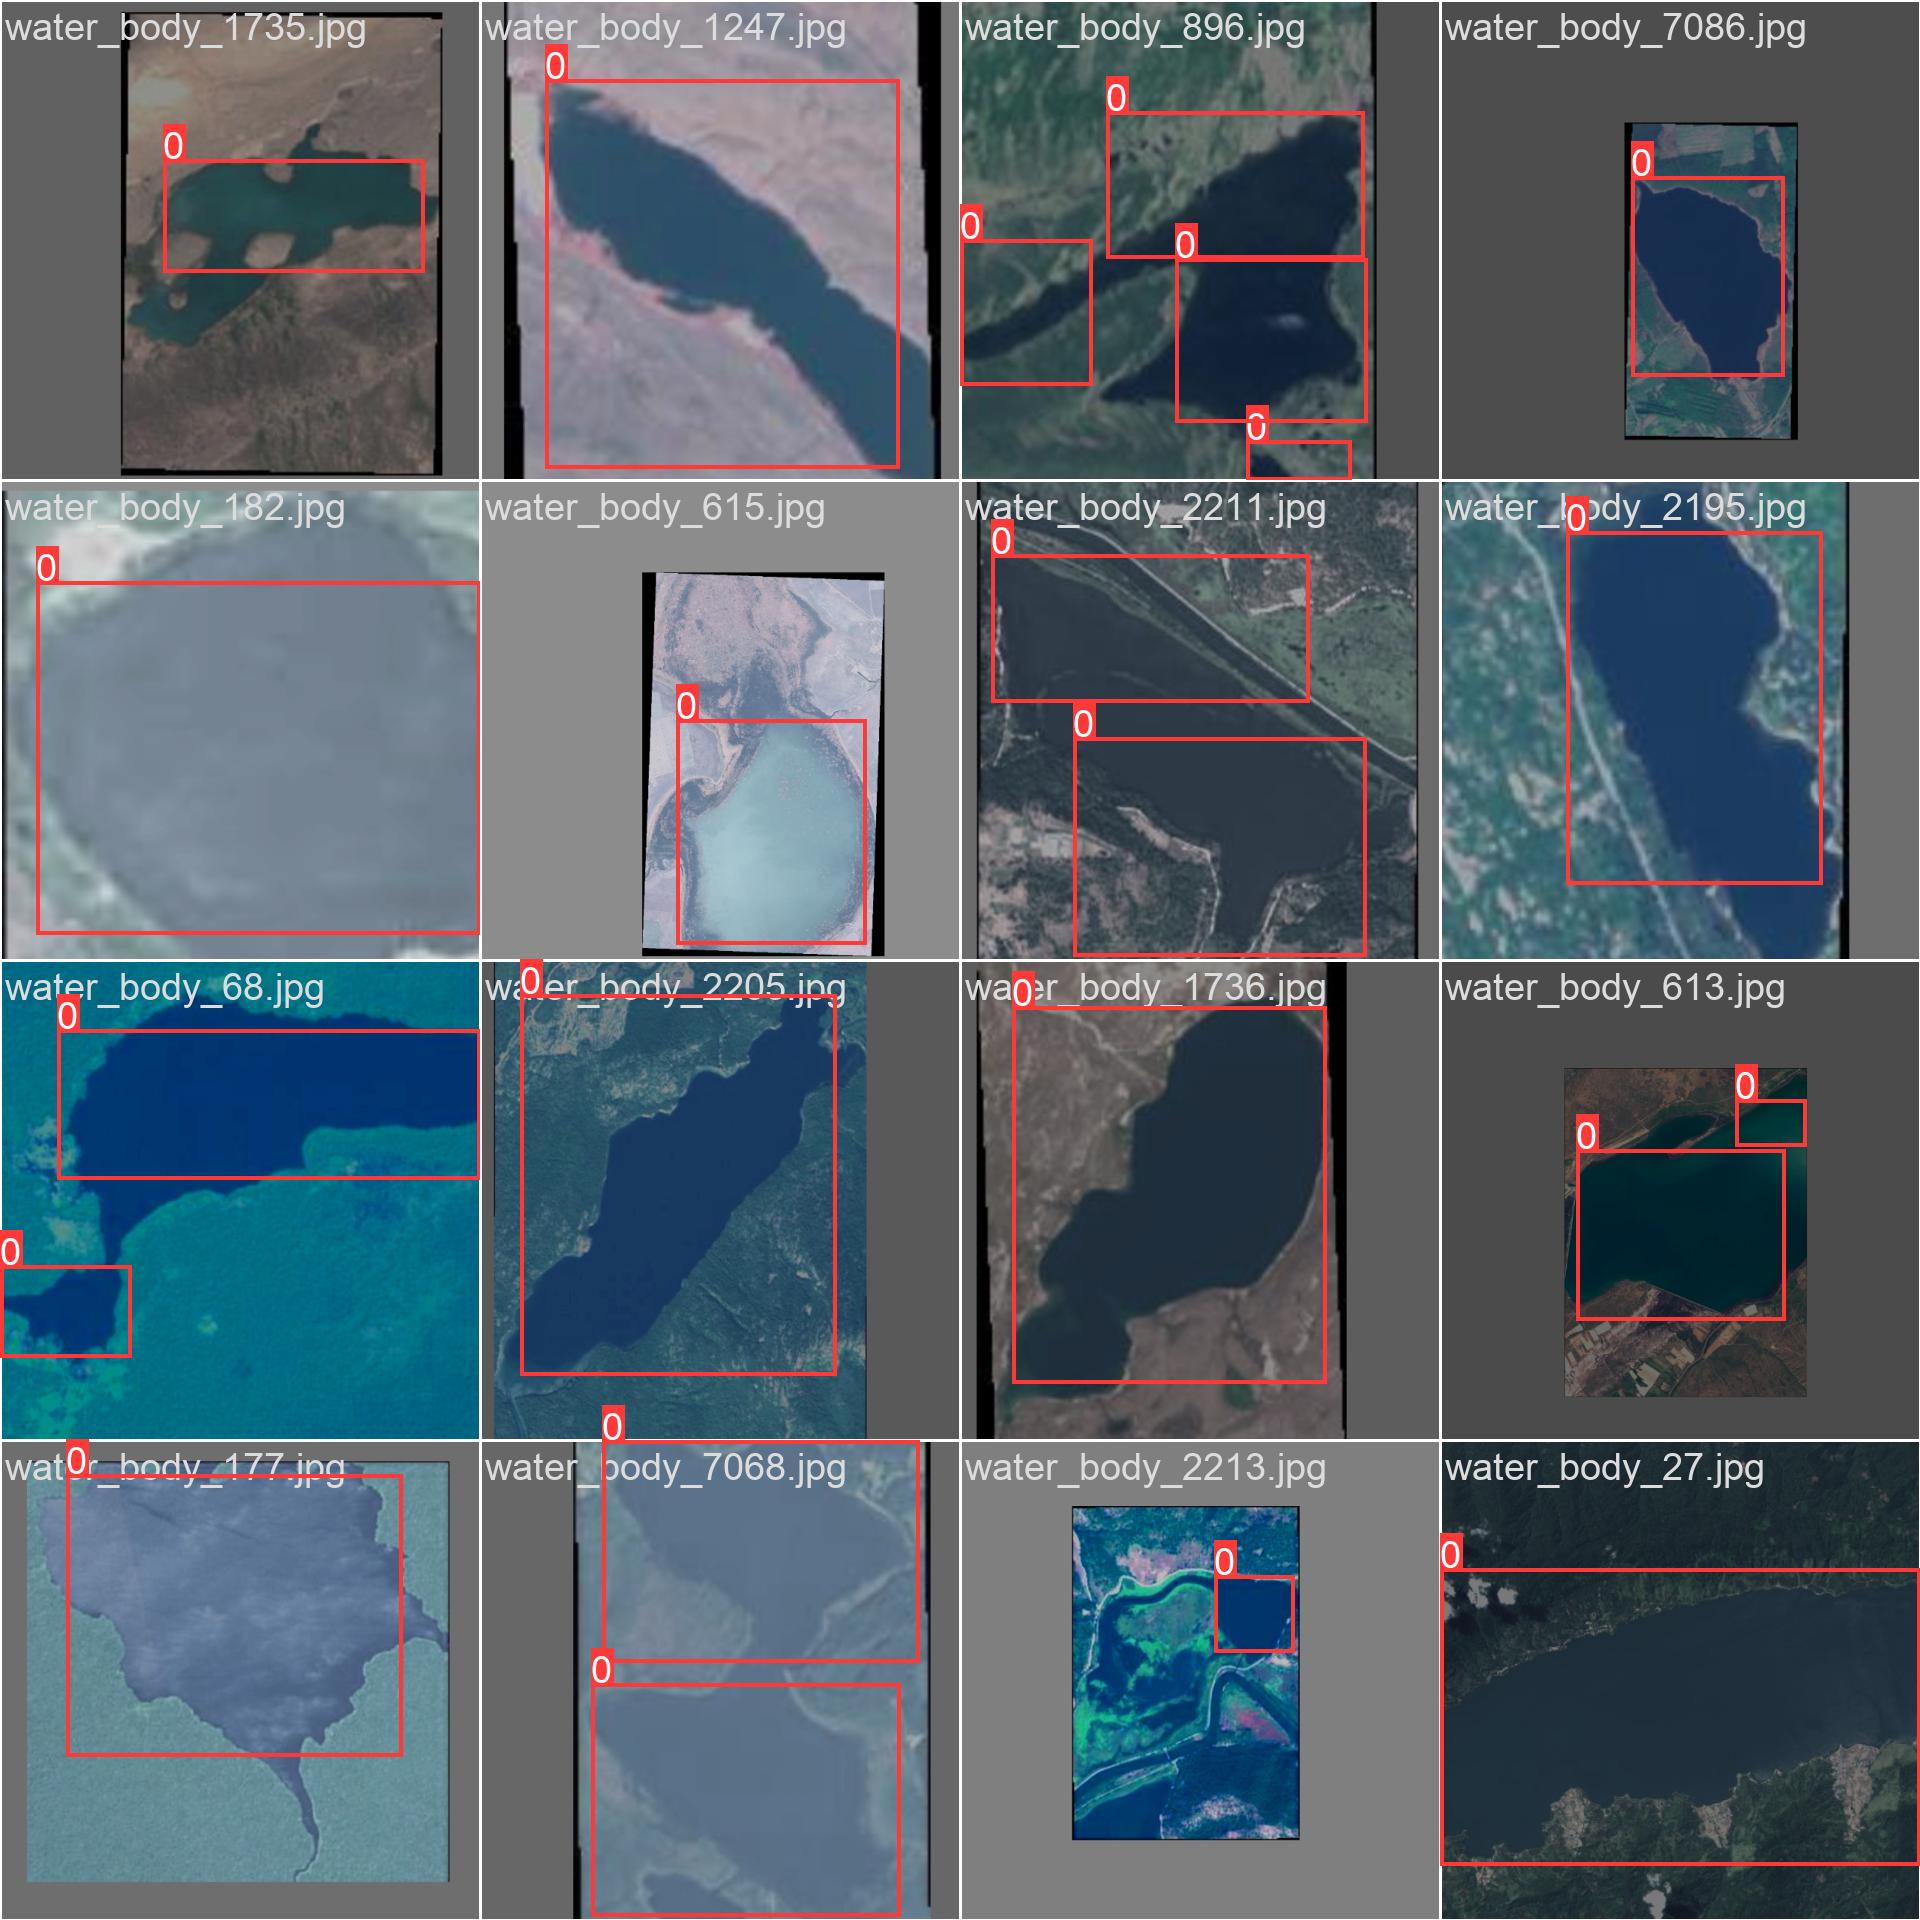 water_body_1735.jpg
0
water_body_1247.jpg
0
water_body_896.jpg
0
0
0
0
water_body_7086.jpg
0
water_body_182.jpg
0
water_body_615.jpg
0
water_body_2211.jpg
0
0
water_body_2195.jpg
0
water_body_68.jpg
0
0
water_body_2205.jpg
0
water_body_1736.jpg
0
water_body_613.jpg
0
0
water_body_177.jpg
0
water_body_7068.jpg
0
0
water_body_2213.jpg
0
water_body_27.jpg
0